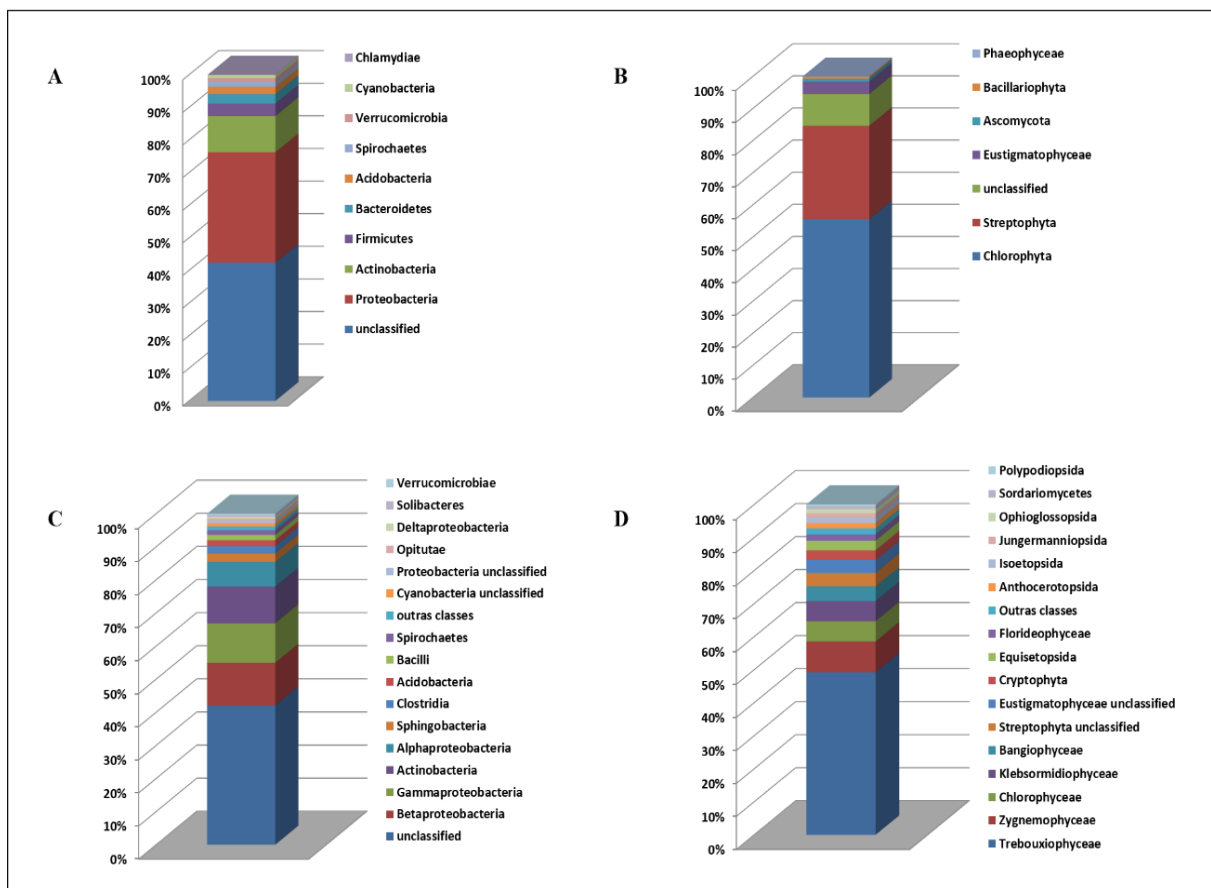 A
100%
90%
80%
70%
60%
50%
40%
30%
20%
10%
0%
Chlamydiae
Cyanobacteria
Verrucomicrobia
Spirochaetes
Acidobacteria
Bacteroidetes
Firmicutes
Actinobacteria
Proteobacteria
unclassified
B
100%
90%
80%
70%
60%
50%
40%
30%
20%
10%
0%
Phaeophyceae
Bacillariophyta
Ascomycota
Eustigmatophyceae
unclassified
Streptophyta
Chlorophyta
C
100%
90%
80%
70%
60%
50%
40%
30%
20%
10%
0%
Verrucomicrobiae
Solibacteres
Deltaproteobacteria
Opitutae
Proteobacteria unclassified
Cyanobacteria unclassified
outras classes
Spirochaetes
Bacilli
Acidobacteria
Clostridia
Sphingobacteria
Alphaproteobacteria
Actinobacteria
Gammaproteobacteria
Betaproteobacteria
unclassified
D
100%
90%
80%
70%
60%
50%
40%
30%
20%
10%
0%
Polypodiopsida
Sordariomycetes
Ophioglossopsida
Jungermanniopsida
Isoetopsida
Anthocerotopsida
Outras classes
Florideophyceae
Equisetopsida
Cryptophyta
Eustigmatophyceae unclassified
Streptophyta unclassified
Bangiophyceae
Klebsormidiophyceae
Chlorophyceae
Zygnemophyceae
Trebouxiophyceae